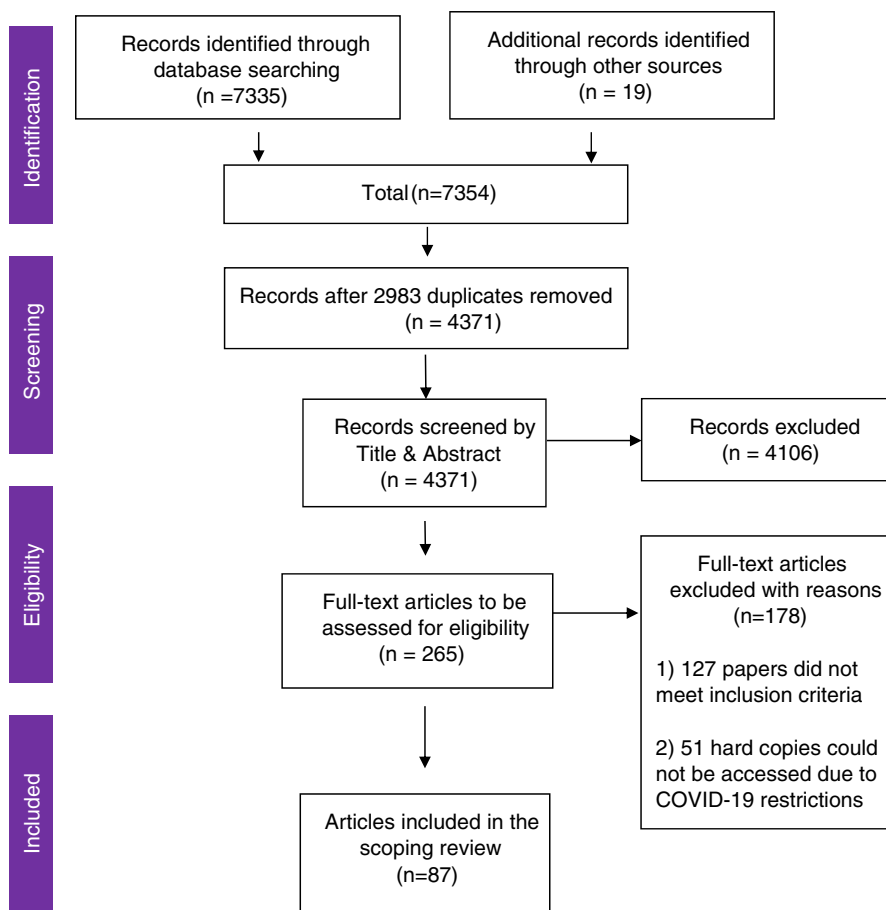 Identification
Records identified through
database searching
(n =7335)
Additional records identified
through other sources
(n = 19)
Total (n=7354)
Screening
Records after 2983 duplicates removed
(n = 4371)
Records screened by
Title & Abstract
(n = 4371)
Records excluded
(n = 4106)
Eligibility
Full-text articles to be
assessed for eligibility
(n = 265)
Full-text articles
excluded with reasons
(n=178)
1) 127 papers did not
meet inclusion criteria
2) 51 hard copies could
not be accessed due to
COVID-19 restrictions
Included
Articles included in the
scoping review
(n=87)